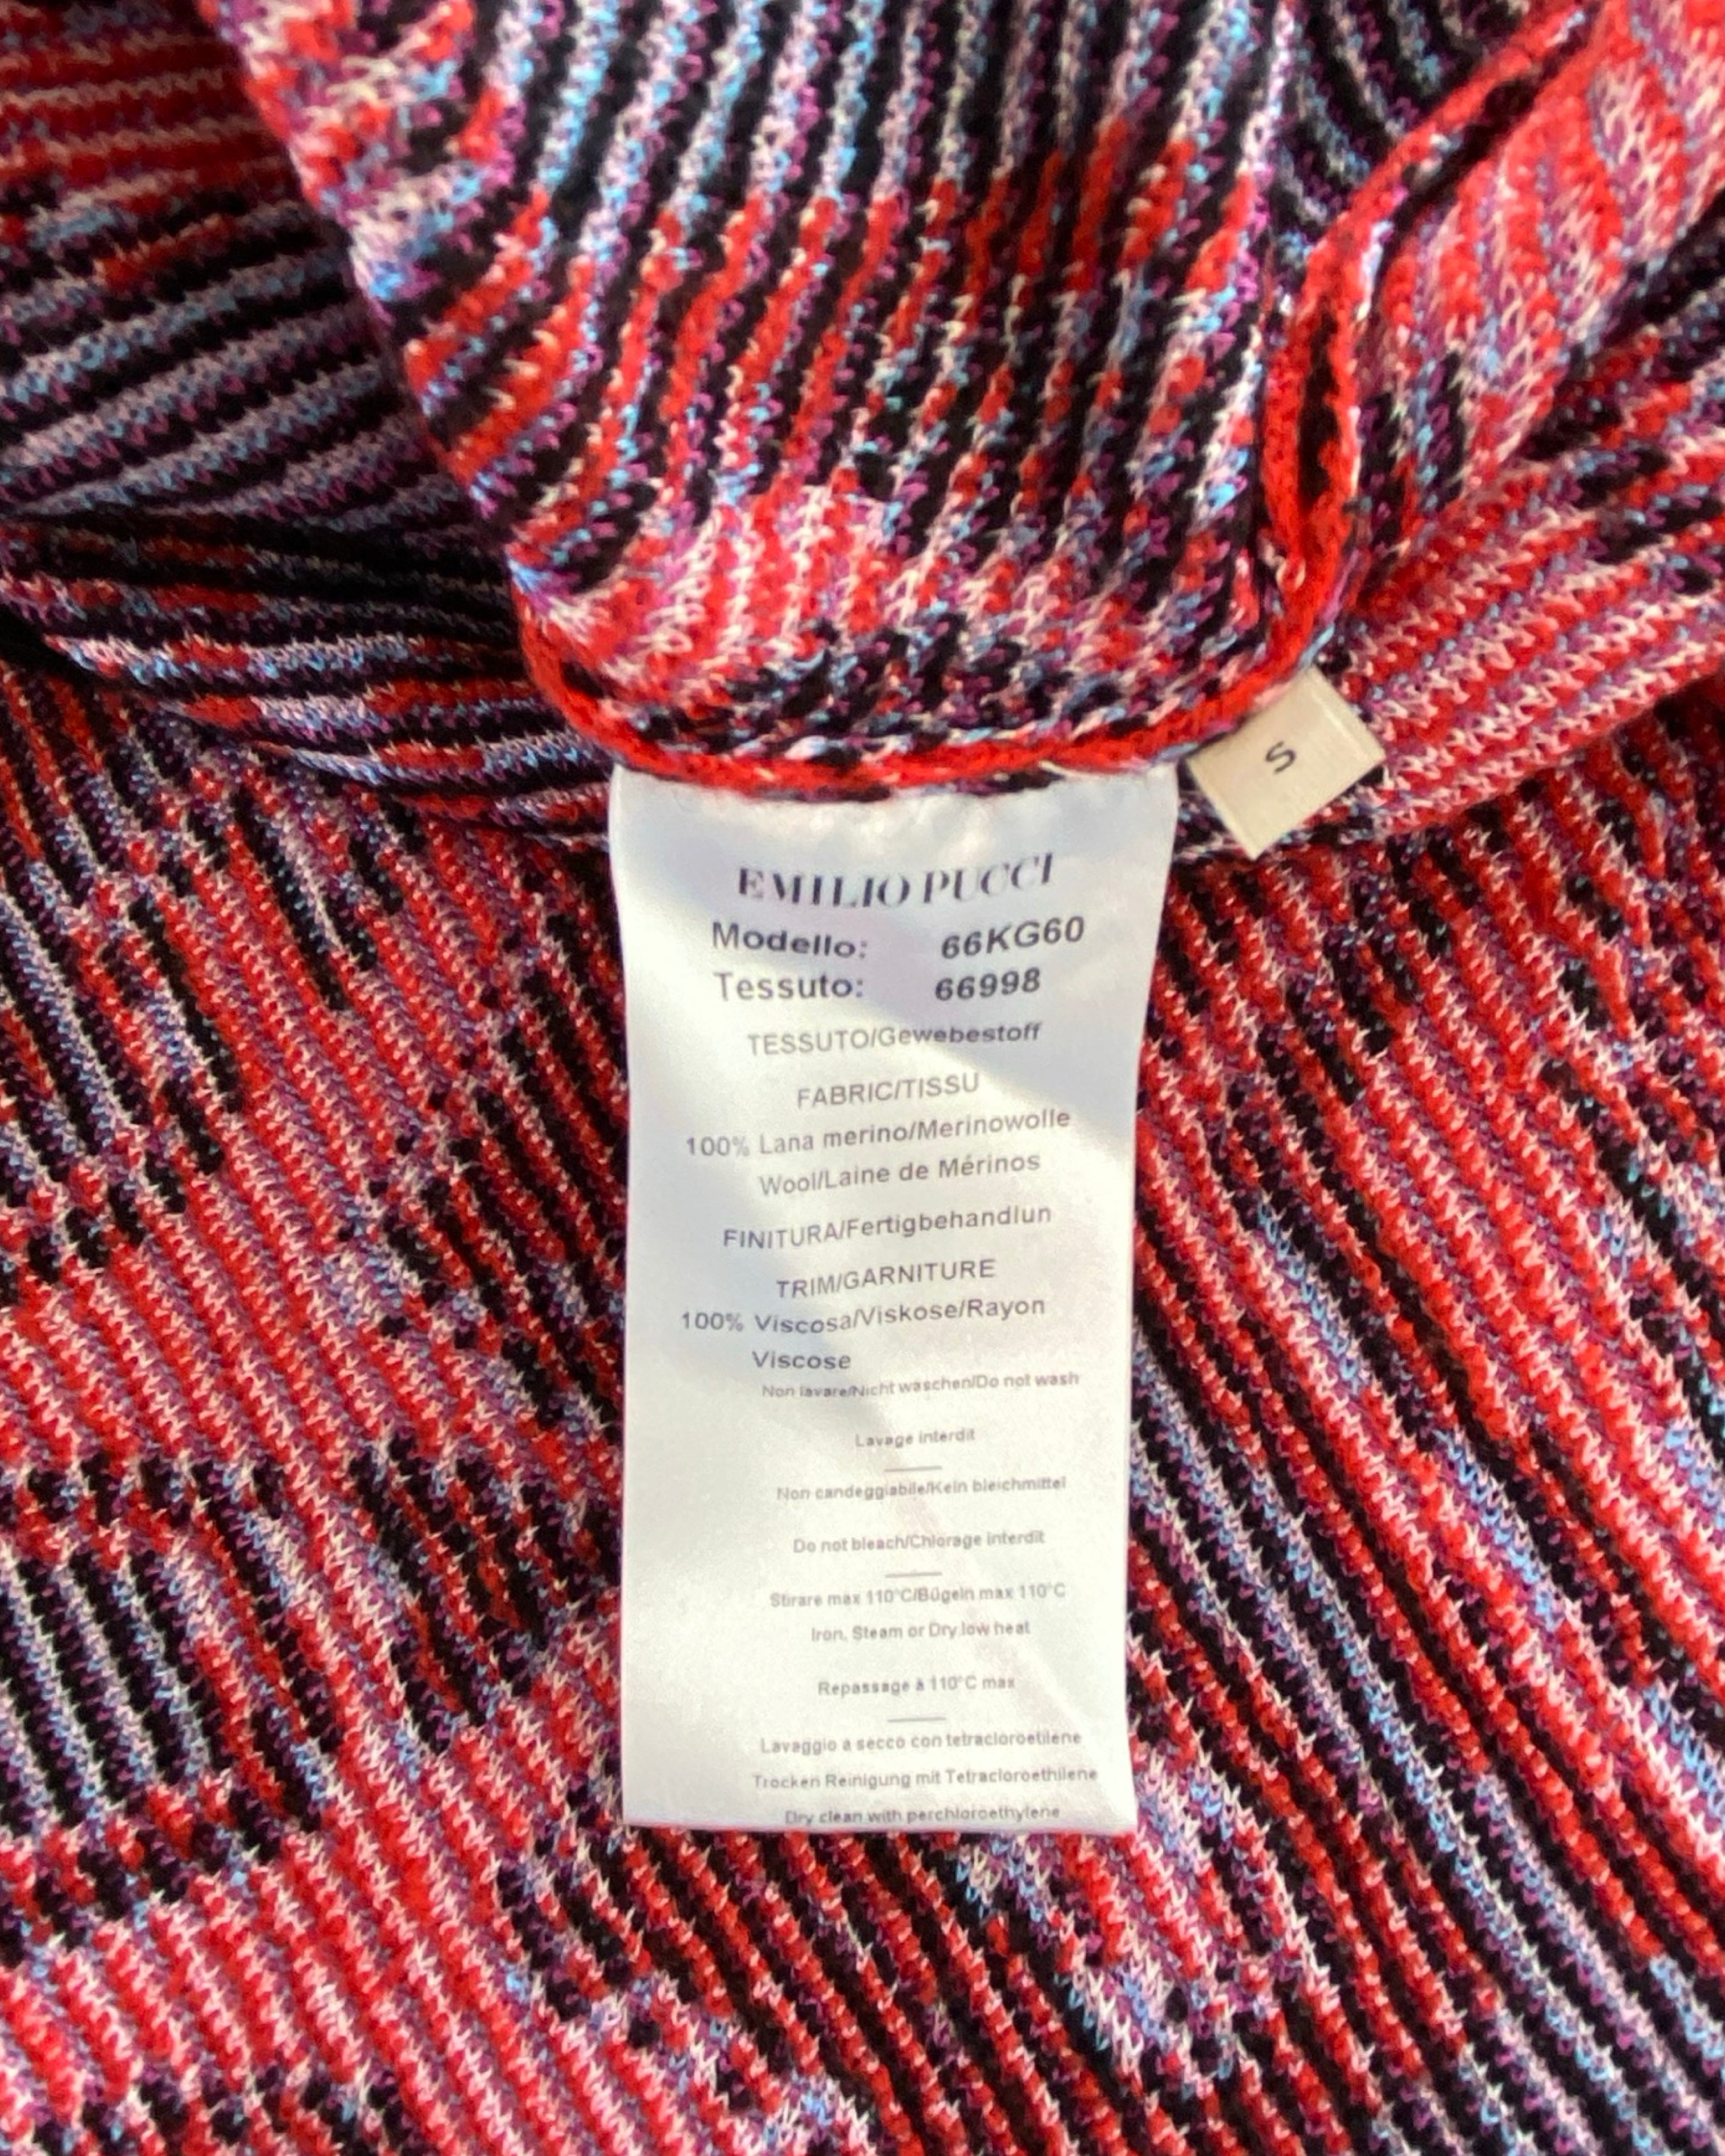 S
EMILIO PUCCI
Modello: 66KG60
Tessuto: 66998
TESSUTO/Gewebestoff
FABRIC/TISSU
100% Lana merino/Merinowolle
Wool/Laine de Mérinos
FINITURA/Fertigbehandlun
TRIM/GARNITURE
100% Viscosa/Viskose/Rayon
Viscose
Non lavare/Nicht waschen/Do not wash
Lavage interdit
Non candeggiabile/Kein bleichmittel
Do not bleach/Chlorage interdit
Stirare max 110°C/Bügeln max 110°C
Iron, Steam or Dry low heat
Repassage à 110°C max
Lavaggio a secco con tetracloroetilene
Trocken Reinigung mit Tetracloroethilene
Dry clean with perchloroethylene